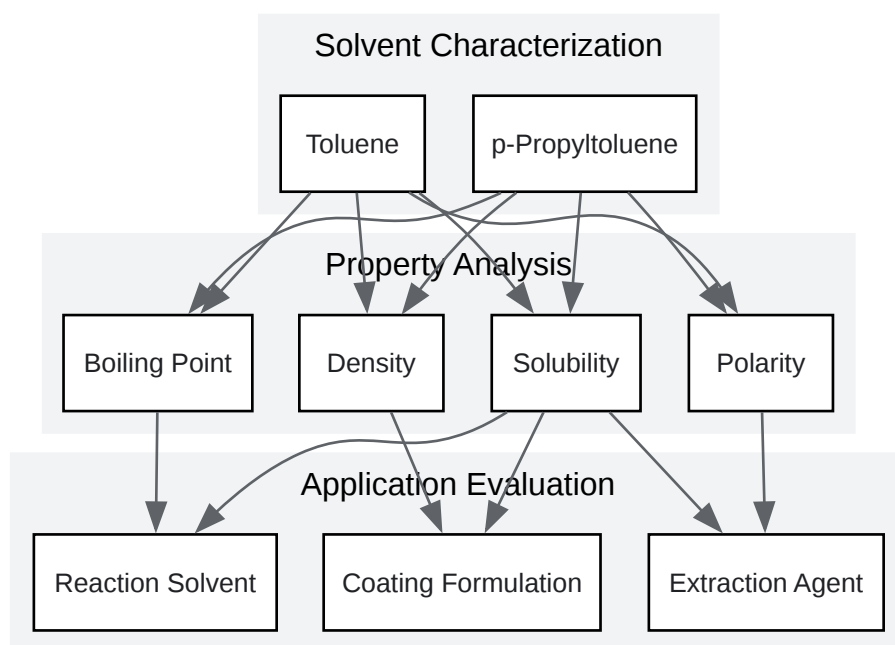 Solvent Characterization
Toluene
p-Propyltoluene
Property Analysis
Boiling Point
Density
Solubility
Polarity
Application Evaluation
Reaction Solvent
Coating Formulation
Extraction Agent